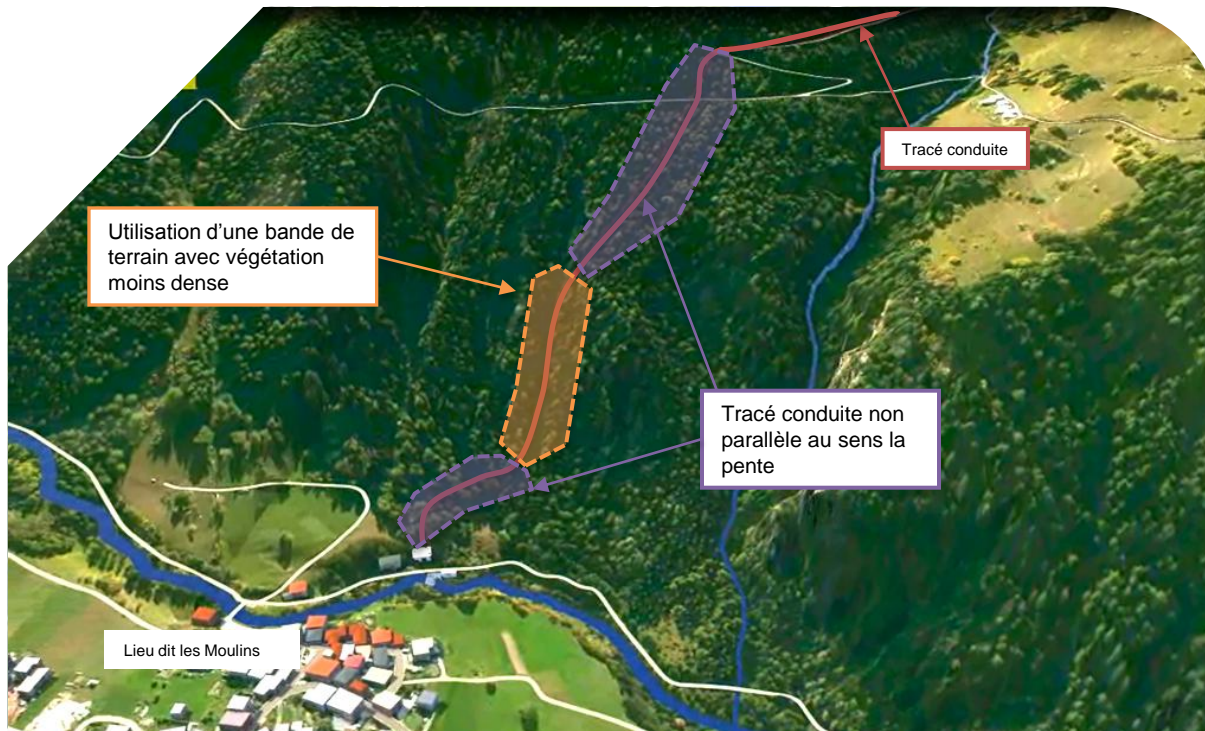 Tracé conduite
Utilisation d'une bande de
terrain avec végétation
moins dense
Tracé conduite non
parallèle au sens la
pente
Lieu dit les Moulins